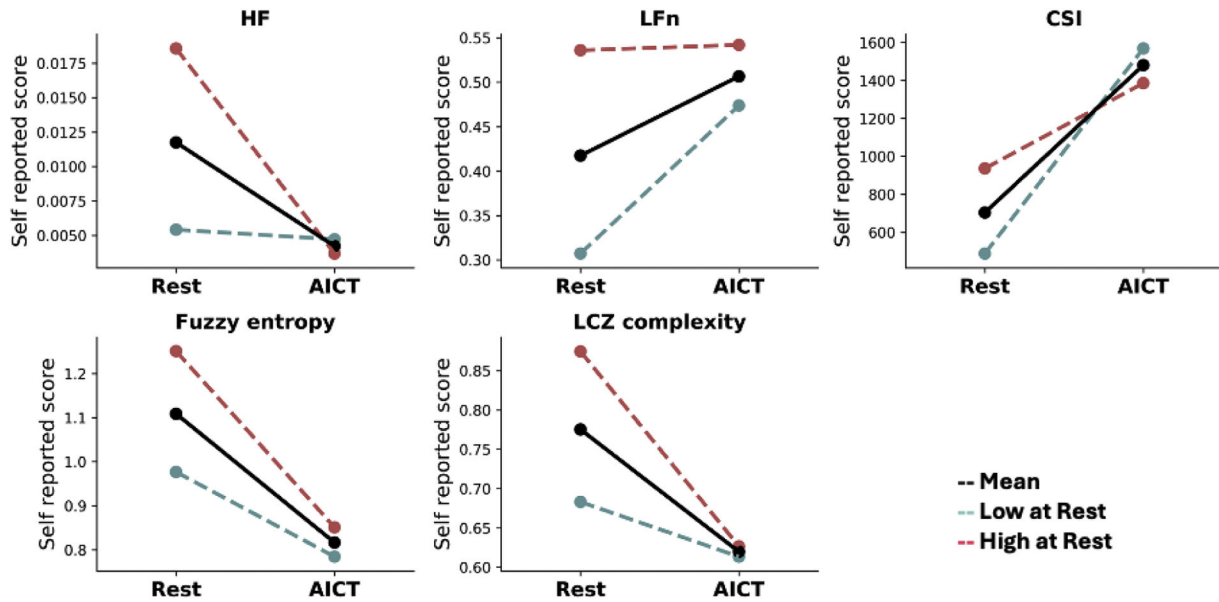 HF
Self reported score
0.0175
0.0150
0.0125
0.0100
0.0075
0.0050
Rest AICT
LFn
Self reported score
0.55
0.50
0.45
0.40
0.35
0.30
Rest AICT
CSI
Self reported score
1600
1400
1200
1000
800
600
Rest AICT
Fuzzy entropy
Self reported score
1.2
1.1
1.0
0.9
0.8
Rest AICT
LCZ complexity
Self reported score
0.85
0.80
0.75
0.70
0.65
0.60
Rest AICT
Mean
Low at Rest
High at Rest